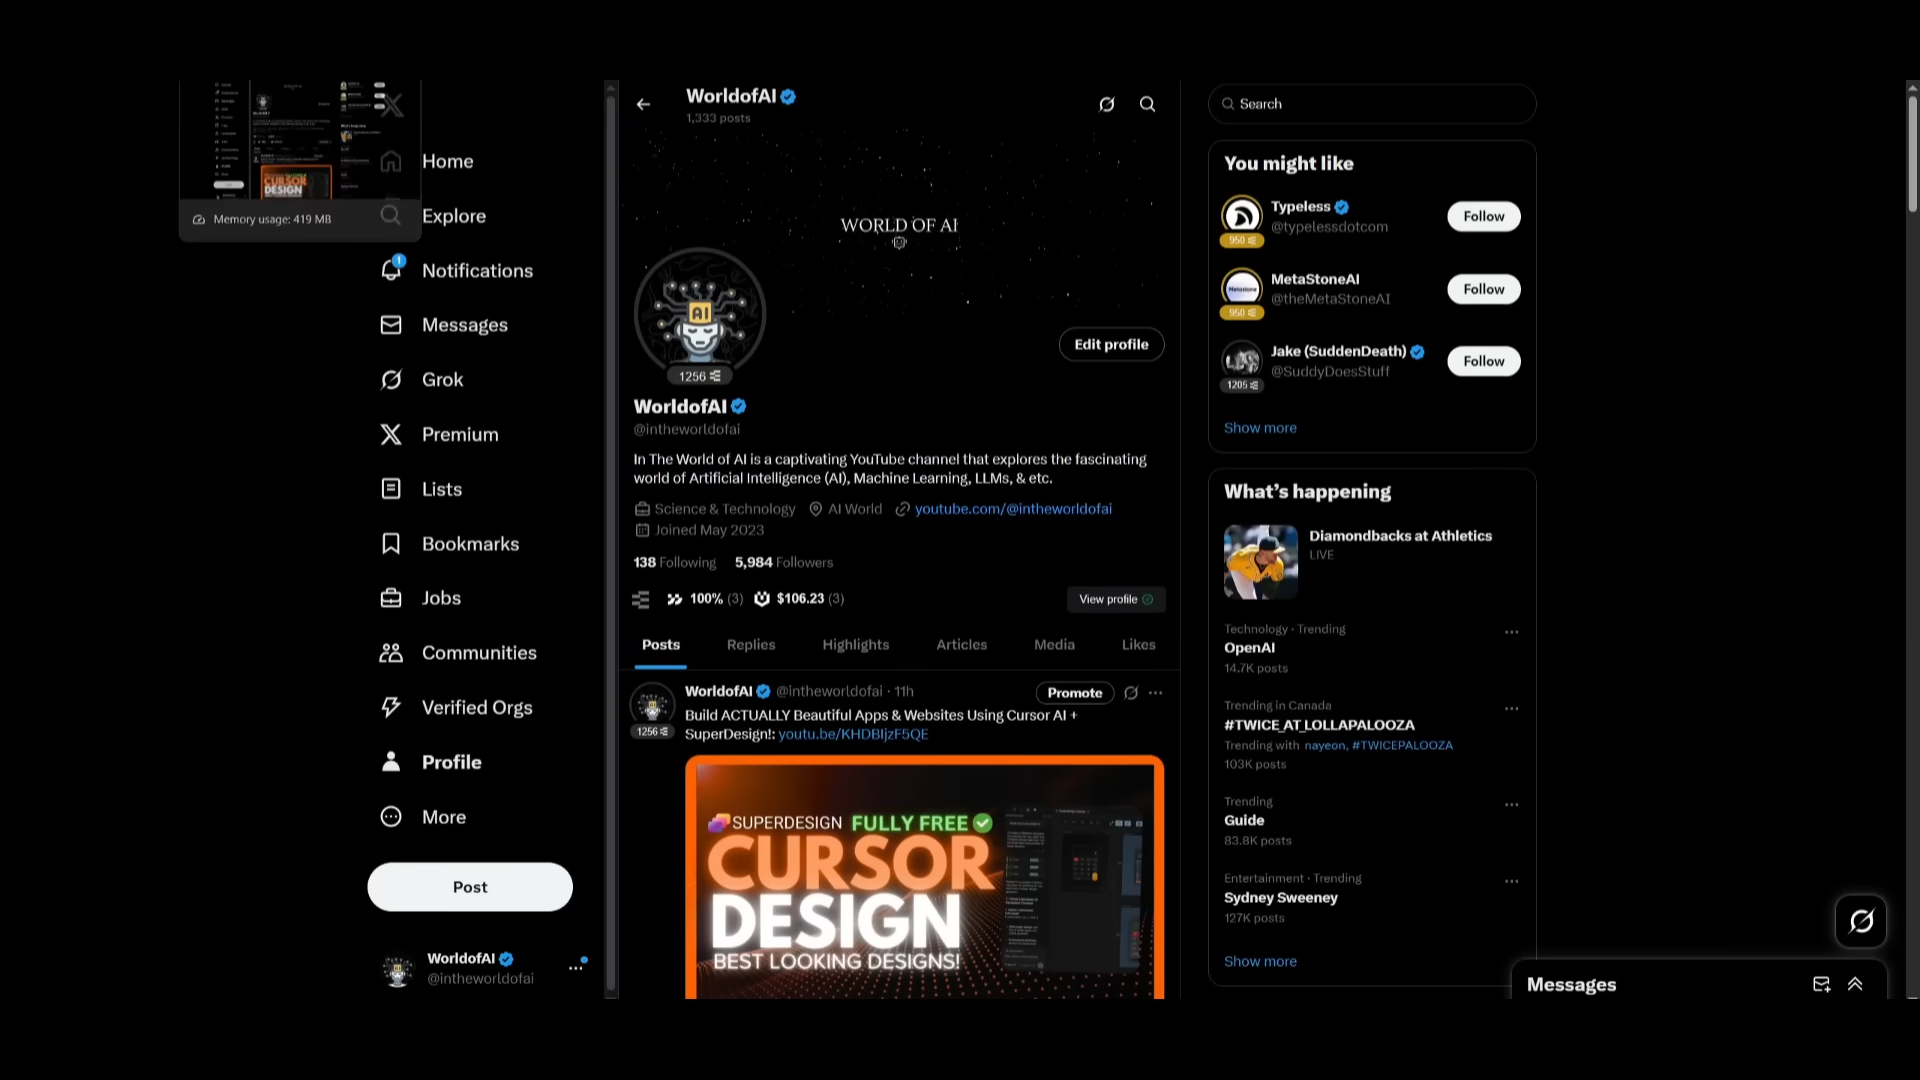 Memory usage: 419 MB
Home
Explore
1
Notifications
Messages
Grok
Premium
Lists
Bookmarks
Jobs
Communities
Verified Orgs
Profile
More
Post
WorldofAI
@intheworldofai
WorldofAI
1,333 posts
WORLD OF AI
AI
1256
Edit profile
WorldofAI
@intheworldofai
In The World of AI is a captivating YouTube channel that explores the fascinating
world of Artificial Intelligence (AI), Machine Learning, LLMs, & etc.
Science & Technology AI World youtube.com/@intheworldofai
Joined May 2023
138 Following 5,984 Followers
100% (3) $106.23 (3)
View profile
Posts Replies Highlights Articles Media Likes
WorldofAI @intheworldofai · 11h
Promote
1256
Build ACTUALLY Beautiful Apps & Websites Using Cursor AI +
SuperDesign!: youtu.be/KHDBIjzF5QE
SUPERDESIGN FULLY FREE
CURSOR
DESIGN
BEST LOOKING DESIGNS!
Search
You might like
Typeless
@typelessdotcom
950
Follow
MetaStoneAI
@theMetaStoneAI
950
Follow
Jake (SuddenDeath)
@SuddyDoesStuff
1205
Follow
Show more
What's happening
Diamondbacks at Athletics
LIVE
Technology · Trending
OpenAI
14.7K posts
Trending in Canada
#TWICE_AT_LOLLAPALOOZA
Trending with nayeon, #TWICEPALOOZA
103K posts
Trending
Guide
83.8K posts
Entertainment · Trending
Sydney Sweeney
127K posts
Show more
Messages